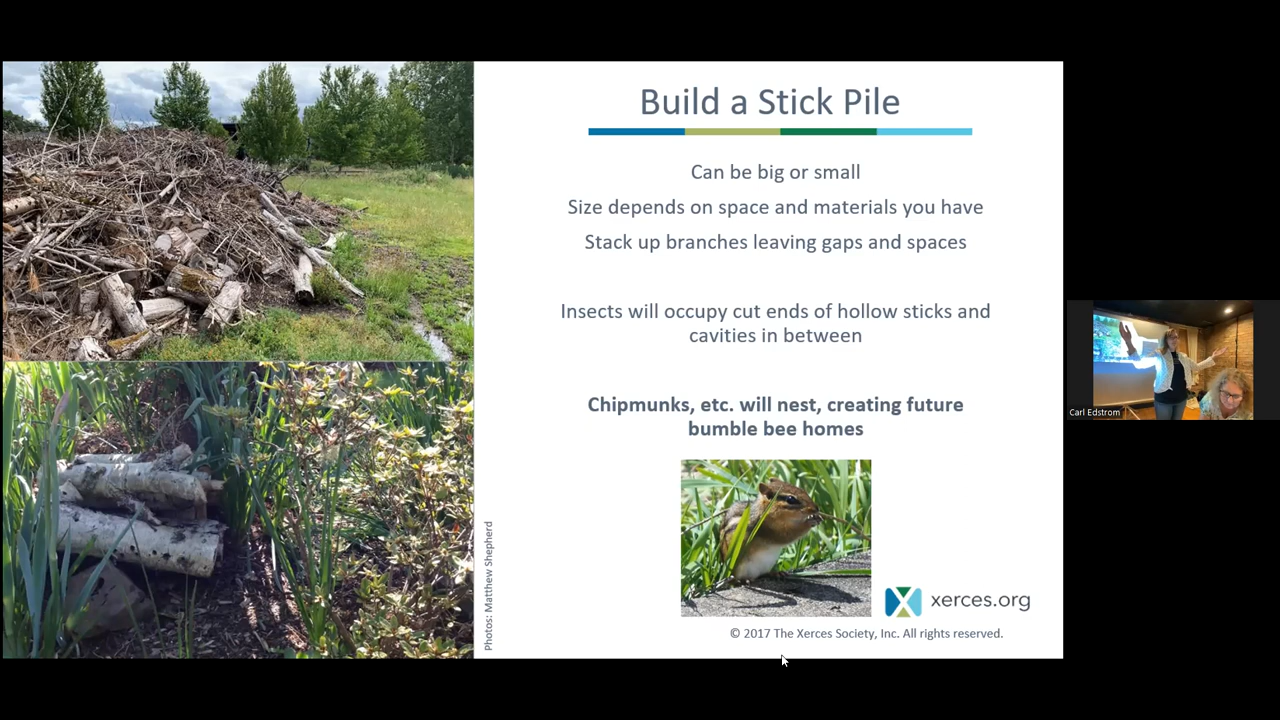 Build a Stick Pile
Can be big or small
Size depends on space and materials you have
Stack up branches leaving gaps and spaces
Insects will occupy cut ends of hollow sticks and
cavities in between
Chipmunks, etc. will nest, creating future
bumble bee homes
Photos: Matthew Shepherd
xerces.org
© 2017 The Xerces Society, Inc. All rights reserved.
Carl Edstrom